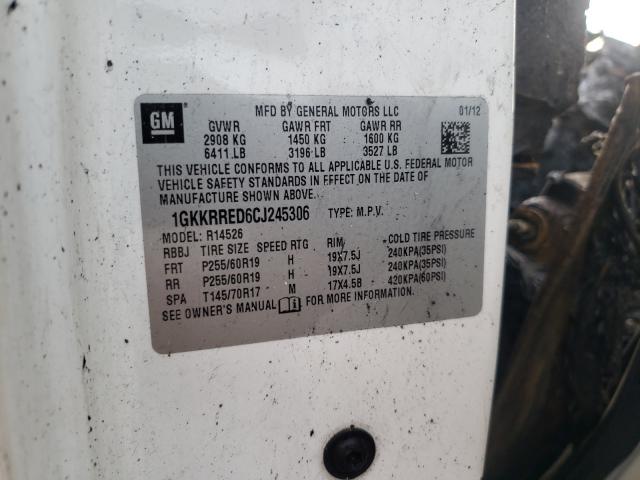 GM
MFD BY GENERAL MOTORS LLC 01/12
GVWR GAWR FRT GAWR RR
2908 KG 1450 KG 1600 KG
6411 LB 3196 LB 3527 LB
THIS VEHICLE CONFORMS TO ALL APPLICABLE U.S. FEDERAL MOTOR
VEHICLE SAFETY STANDARDS IN EFFECT ON THE DATE OF
MANUFACTURE SHOWN ABOVE.
1GKKRRED6CJ245306 TYPE: M.P.V.
MODEL: R14526
RBBJ TIRE SIZE SPEED RTG RIM COLD TIRE PRESSURE
FRT P255/60R19 H 19X7.5J 240KPA(35PSI)
RR P255/60R19 H 19X7.5J 240KPA(35PSI)
SPA T145/70R17 M 17X4.5B 420KPA(60PSI)
SEE OWNER'S MANUAL FOR MORE INFORMATION.